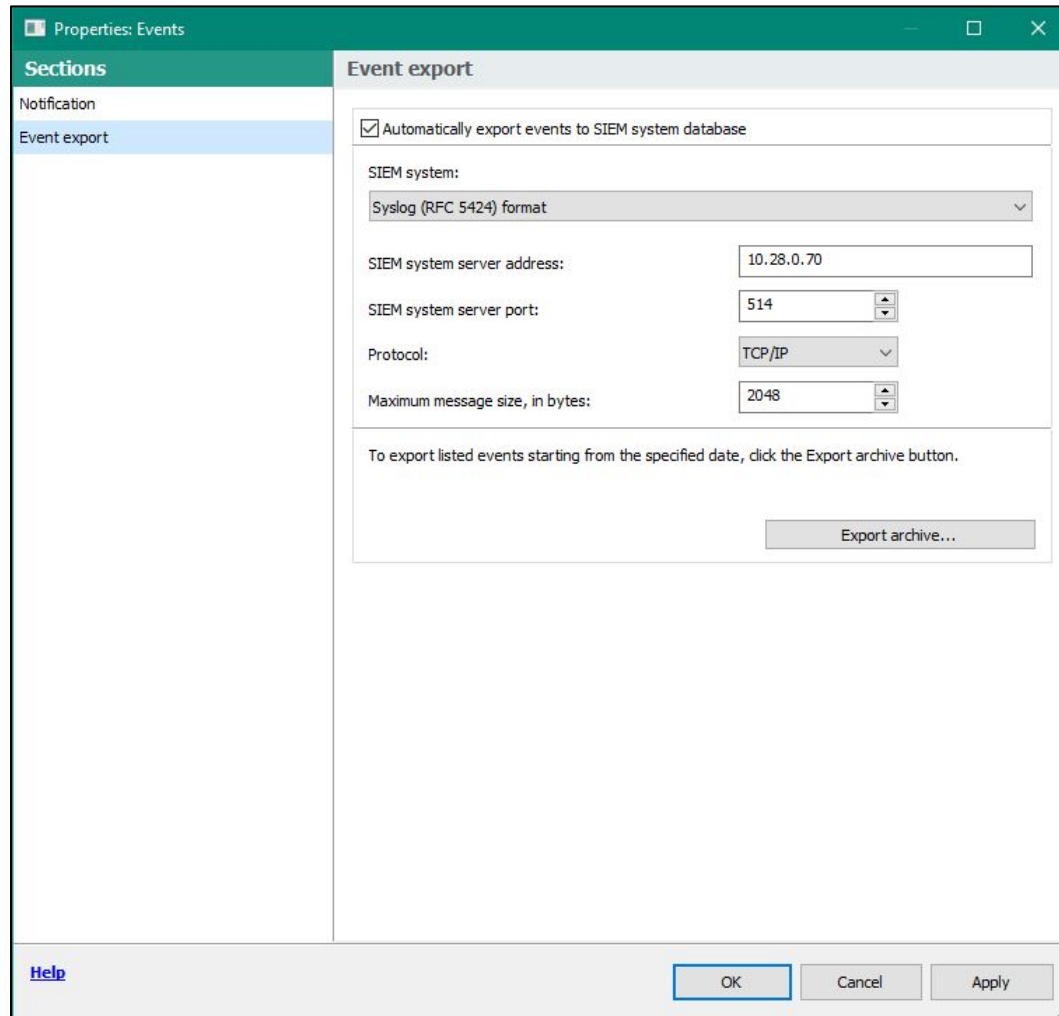 Properties: Events
Sections
Notification
Event export
Event export
Automatically export events to SIEM system database
SIEM system:
Syslog (RFC 5424) format
SIEM system server address:
10.28.0.70
SIEM system server port:
514
Protocol:
TCP/IP
Maximum message size, in bytes:
2048
To export listed events starting from the specified date, click the Export archive button.
Export archive...
Help
OK
Cancel
Apply